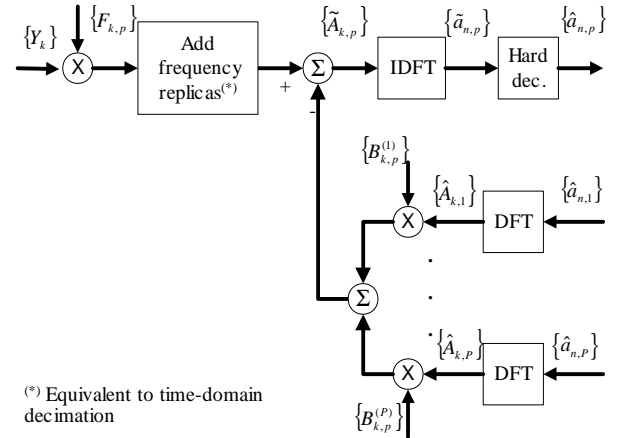 {Y_k}
{F_{k,p}}
X
Add
frequency
replicas^{(*)}
+
-
Σ
{Ã_{k,p}}
IDFT
{ã_{n,p}}
Hard
dec.
{â_{n,p}}
{B_{k,p}^{(1)}}
X
{Â_{k,1}}
DFT
{â_{n,1}}
Σ
.
.
.
{Â_{k,P}}
X
DFT
{â_{n,P}}
{B_{k,p}^{(P)}}
(*) Equivalent to time-domain
decimation